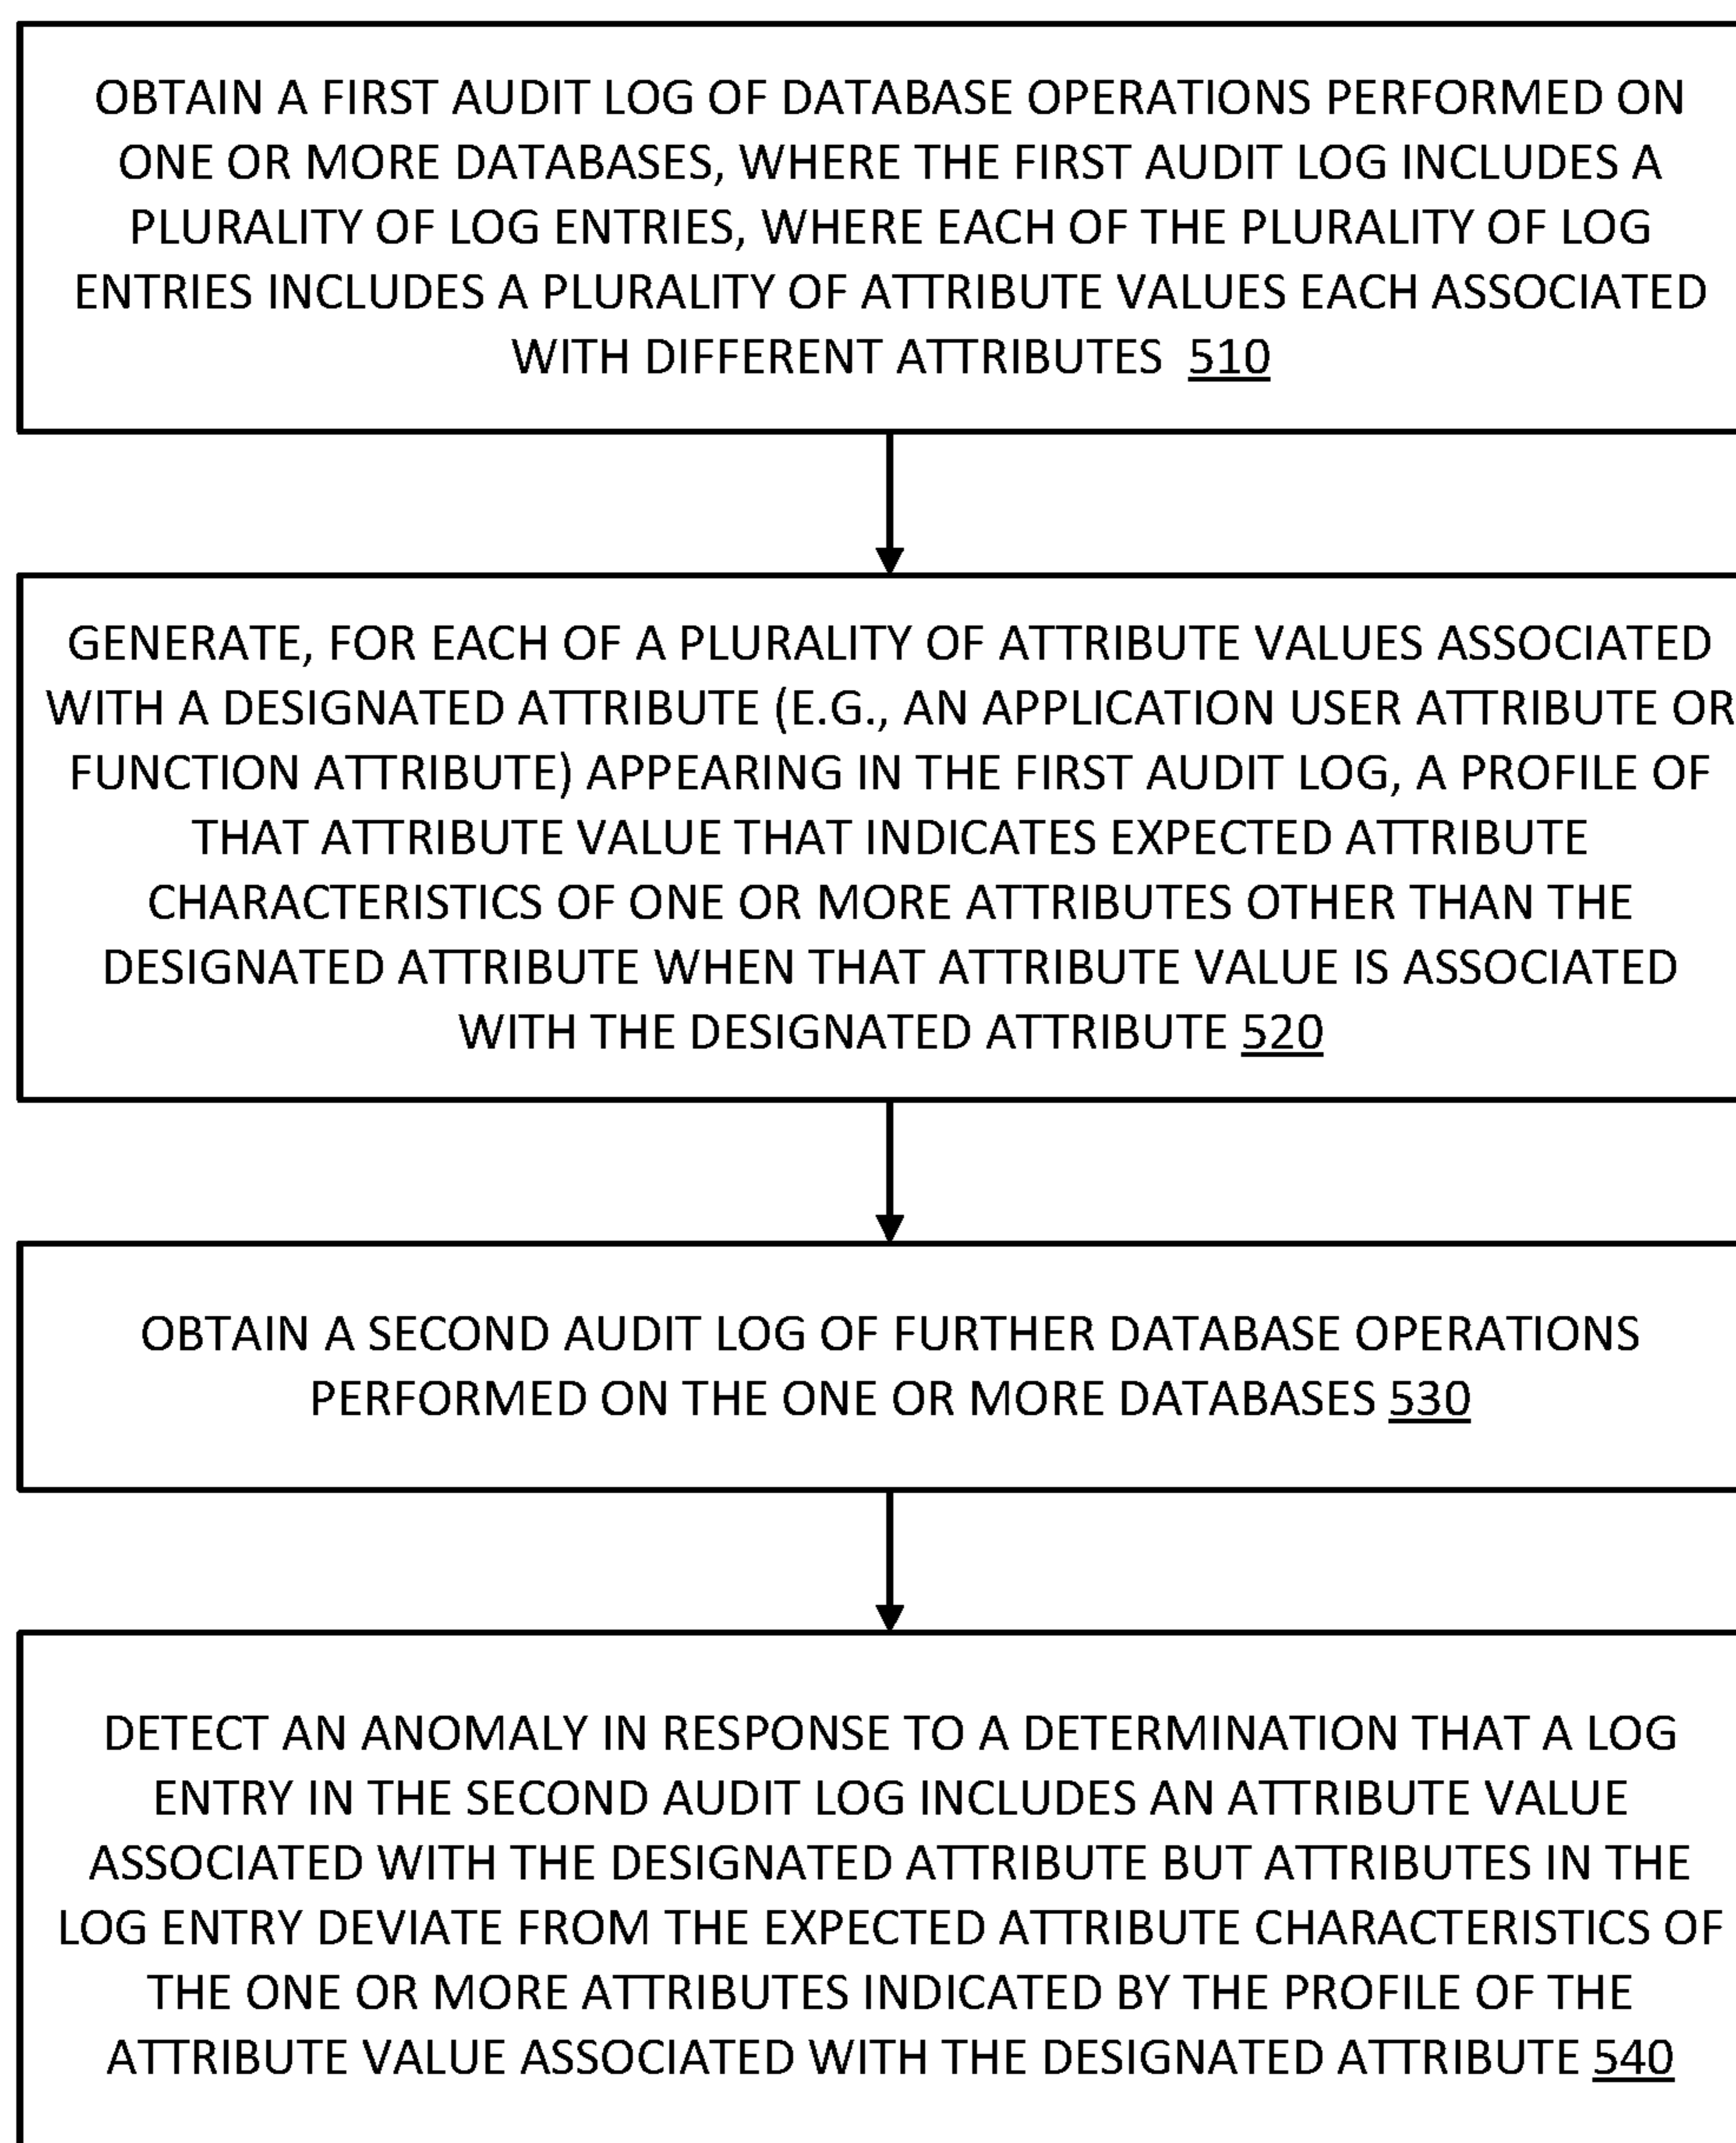 OBTAIN A FIRST AUDIT LOG OF DATABASE OPERATIONS PERFORMED ON
ONE OR MORE DATABASES, WHERE THE FIRST AUDIT LOG INCLUDES A
PLURALITY OF LOG ENTRIES, WHERE EACH OF THE PLURALITY OF LOG
ENTRIES INCLUDES A PLURALITY OF ATTRIBUTE VALUES EACH ASSOCIATED
WITH DIFFERENT ATTRIBUTES 510
GENERATE, FOR EACH OF A PLURALITY OF ATTRIBUTE VALUES ASSOCIATED
WITH A DESIGNATED ATTRIBUTE (E.G., AN APPLICATION USER ATTRIBUTE OR
FUNCTION ATTRIBUTE) APPEARING IN THE FIRST AUDIT LOG, A PROFILE OF
THAT ATTRIBUTE VALUE THAT INDICATES EXPECTED ATTRIBUTE
CHARACTERISTICS OF ONE OR MORE ATTRIBUTES OTHER THAN THE
DESIGNATED ATTRIBUTE WHEN THAT ATTRIBUTE VALUE IS ASSOCIATED
WITH THE DESIGNATED ATTRIBUTE 520
OBTAIN A SECOND AUDIT LOG OF FURTHER DATABASE OPERATIONS
PERFORMED ON THE ONE OR MORE DATABASES 530
DETECT AN ANOMALY IN RESPONSE TO A DETERMINATION THAT A LOG
ENTRY IN THE SECOND AUDIT LOG INCLUDES AN ATTRIBUTE VALUE
ASSOCIATED WITH THE DESIGNATED ATTRIBUTE BUT ATTRIBUTES IN THE
LOG ENTRY DEVIATE FROM THE EXPECTED ATTRIBUTE CHARACTERISTICS OF
THE ONE OR MORE ATTRIBUTES INDICATED BY THE PROFILE OF THE
ATTRIBUTE VALUE ASSOCIATED WITH THE DESIGNATED ATTRIBUTE 540